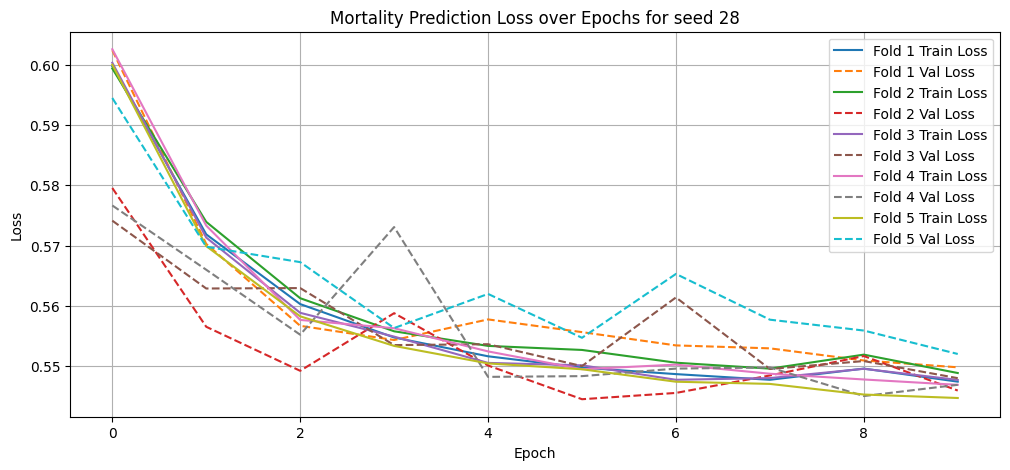 Mortality Prediction Loss over Epochs for seed 28
Loss
0.60
0.59
0.58
0.57
0.56
0.55
0
2
4
6
8
Epoch
Fold 1 Train Loss
Fold 1 Val Loss
Fold 2 Train Loss
Fold 2 Val Loss
Fold 3 Train Loss
Fold 3 Val Loss
Fold 4 Train Loss
Fold 4 Val Loss
Fold 5 Train Loss
Fold 5 Val Loss